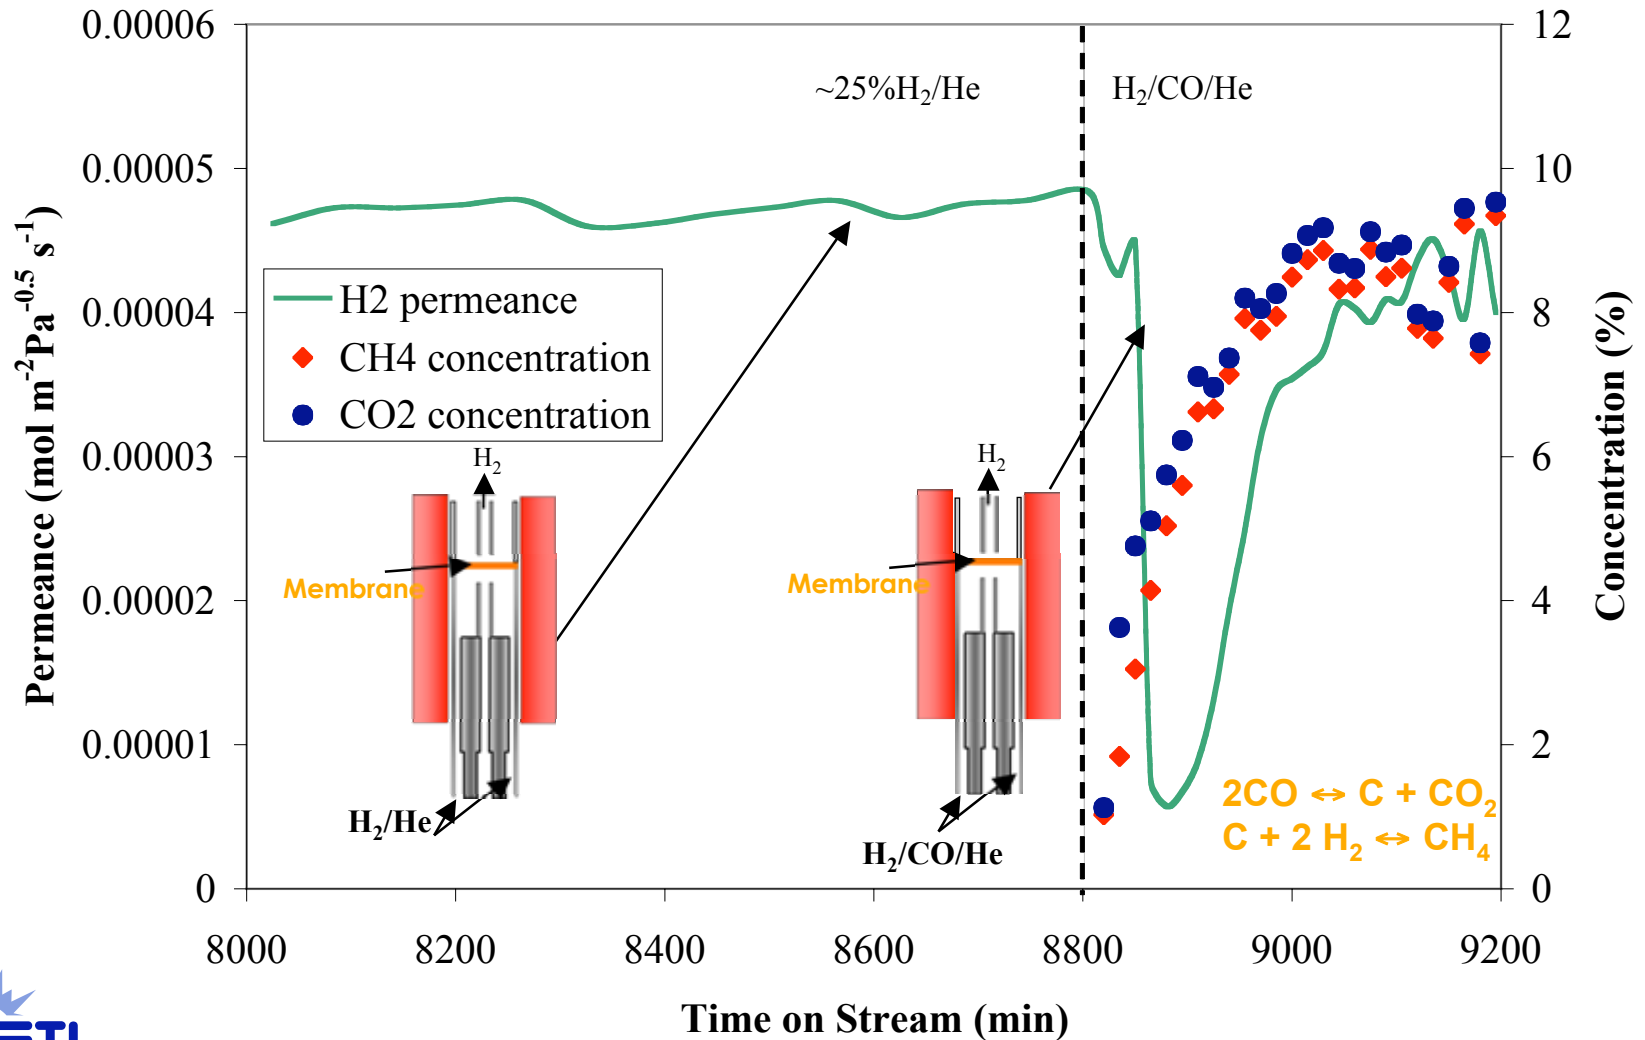 0.00006
0.00005
0.00004
0.00003
0.00002
0.00001
0
Permeance (mol m⁻²Pa⁻⁰·⁵ s⁻¹)
12
10
8
6
4
2
0
Concentration (%)
~25%H₂/He
H₂/CO/He
H2 permeance
CH4 concentration
CO2 concentration
H₂
Membrane
H₂/He
H₂
Membrane
H₂/CO/He
2CO ⇔ C + CO₂
C + 2 H₂ ⇔ CH₄
8000
8200
8400
8600
8800
9000
9200
Time on Stream (min)